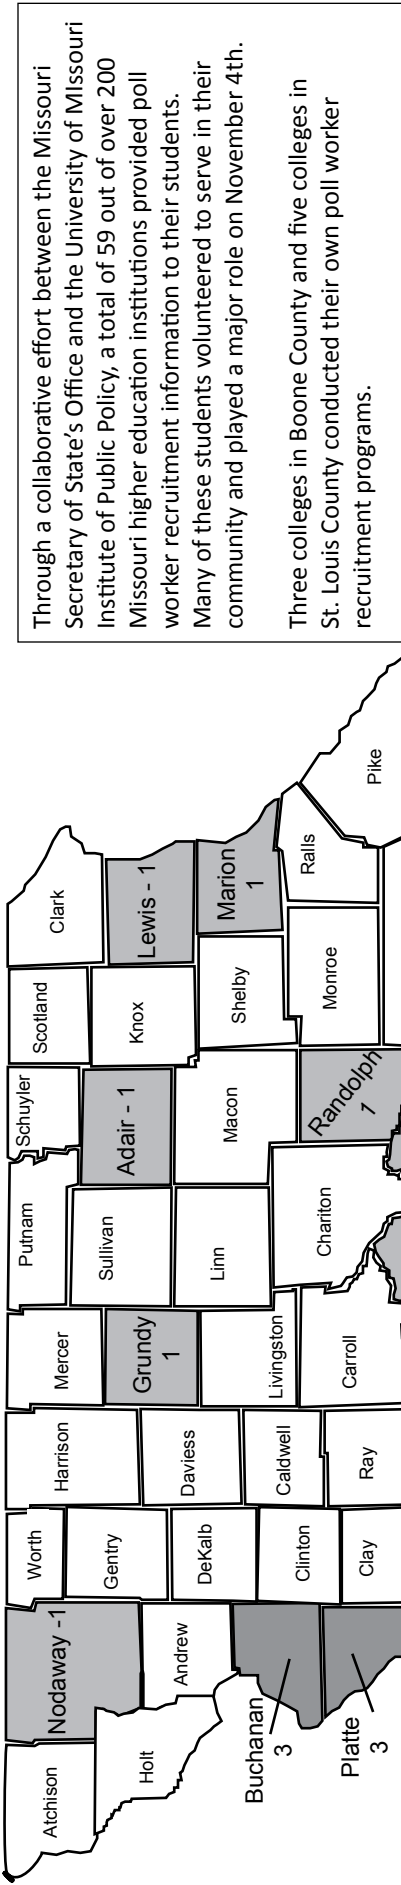 Through a collaborative effort between the Missouri
Secretary of State's Office and the University of MIssouri
Institute of Public Policy, a total of 59 out of over 200
Missouri higher education institutions provided poll
worker recruitment information to their students.
Many of these students volunteered to serve in their
community and played a major role on November 4th.
Three colleges in Boone County and five colleges in
St. Louis County conducted their own poll worker
recruitment programs.
Atchison
Nodaway -1
Worth
Harrison
Mercer
Putnam
Schuyler
Scotland
Clark
Holt
Andrew
Gentry
DeKalb
Daviess
Grundy
1
Sullivan
Adair - 1
Knox
Lewis - 1
Buchanan
3
Clinton
Caldwell
Livingston
Linn
Macon
Shelby
Marion
1
Platte
3
Clay
Ray
Carroll
Chariton
Randolph
1
Monroe
Ralls
Pike